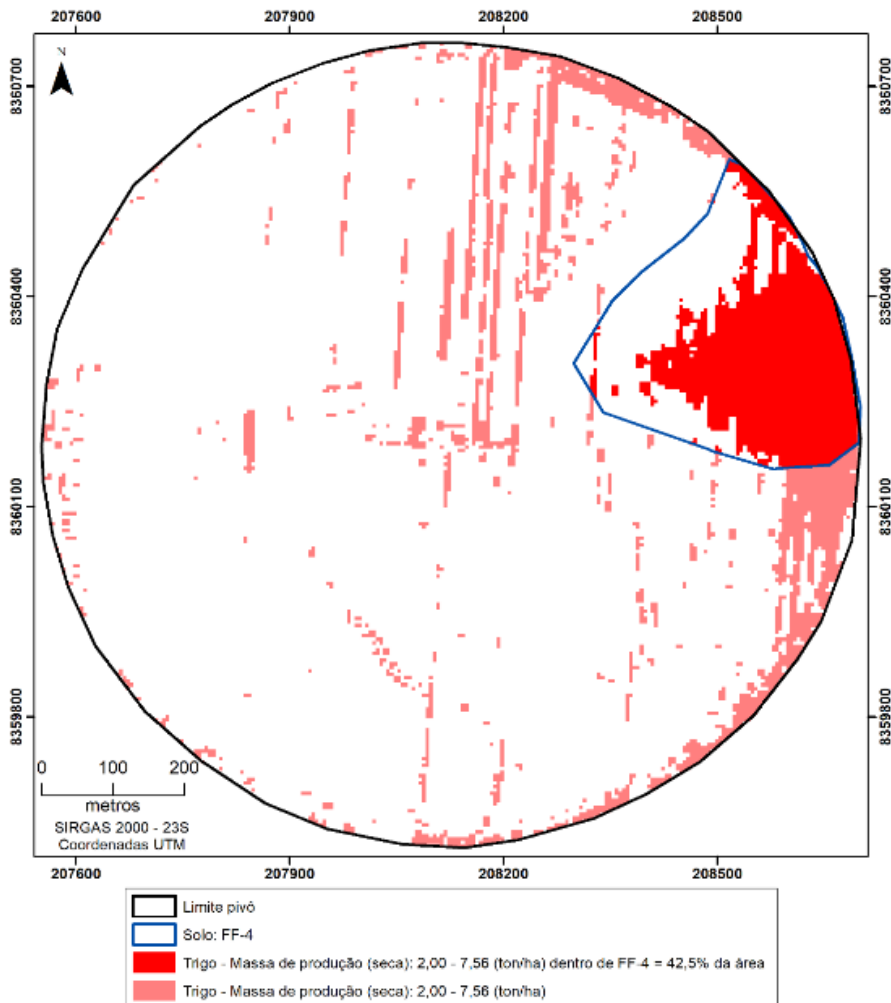 207600 207900 208200 208500
8360700 8360700
N
8360400 8360400
8360100 8360100
8359800 8359800
0 100 200
metros
SIRGAS 2000 - 23S
Coordenadas UTM
207600 207900 208200 208500
Limite pivô
Solo: FF-4
Trigo - Massa de produção (seca): 2,00 - 7,56 (ton/ha) dentro de FF-4 = 42,5% da área
Trigo - Massa de produção (seca): 2,00 - 7,56 (ton/ha)